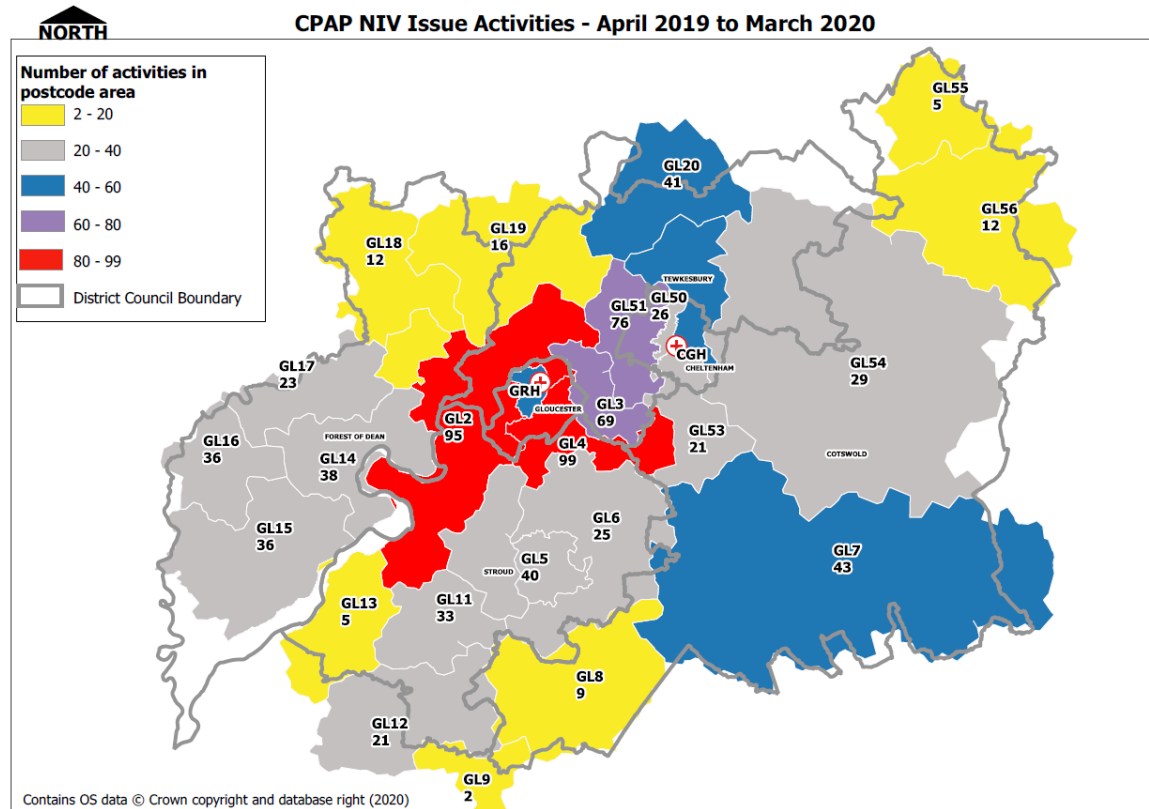 NORTH
CPAP NIV Issue Activities - April 2019 to March 2020
Number of activities in
postcode area
2 - 20
20 - 40
40 - 60
60 - 80
80 - 99
District Council Boundary
GL55
5
GL20
41
GL56
12
GL19
16
GL18
12
TEWKESBURY
GL50
26
GL51
76
CGH
CHELTENHAM
GL54
29
GL17
23
GRH
GLOUCESTER
GL3
69
GL2
95
GL53
21
GL16
36
FOREST OF DEAN
GL14
38
GL4
99
COTSWOLD
GL15
36
GL6
25
GL7
43
GL5
40
STROUD
GL13
5
GL11
33
GL8
9
GL12
21
GL9
2
Contains OS data © Crown copyright and database right (2020)